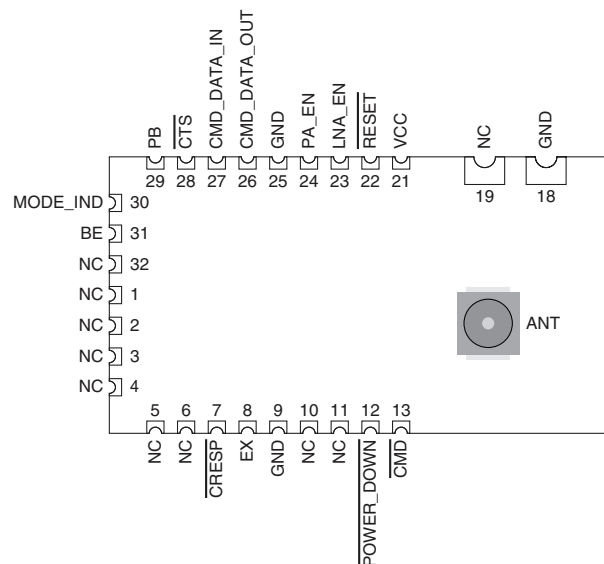 PB
CTS
CMD_DATA_IN
CMD_DATA_OUT
GND
PA_EN
LNA_EN
RESET
VCC
NC
GND
29
28
27
26
25
24
23
22
21
19
18
MODE_IND 30
BE 31
NC 32
NC 1
NC 2
NC 3
NC 4
ANT
5
6
7
8
9
10
11
12
13
NC
NC
CRESP
EX
GND
NC
NC
POWER_DOWN
CMD